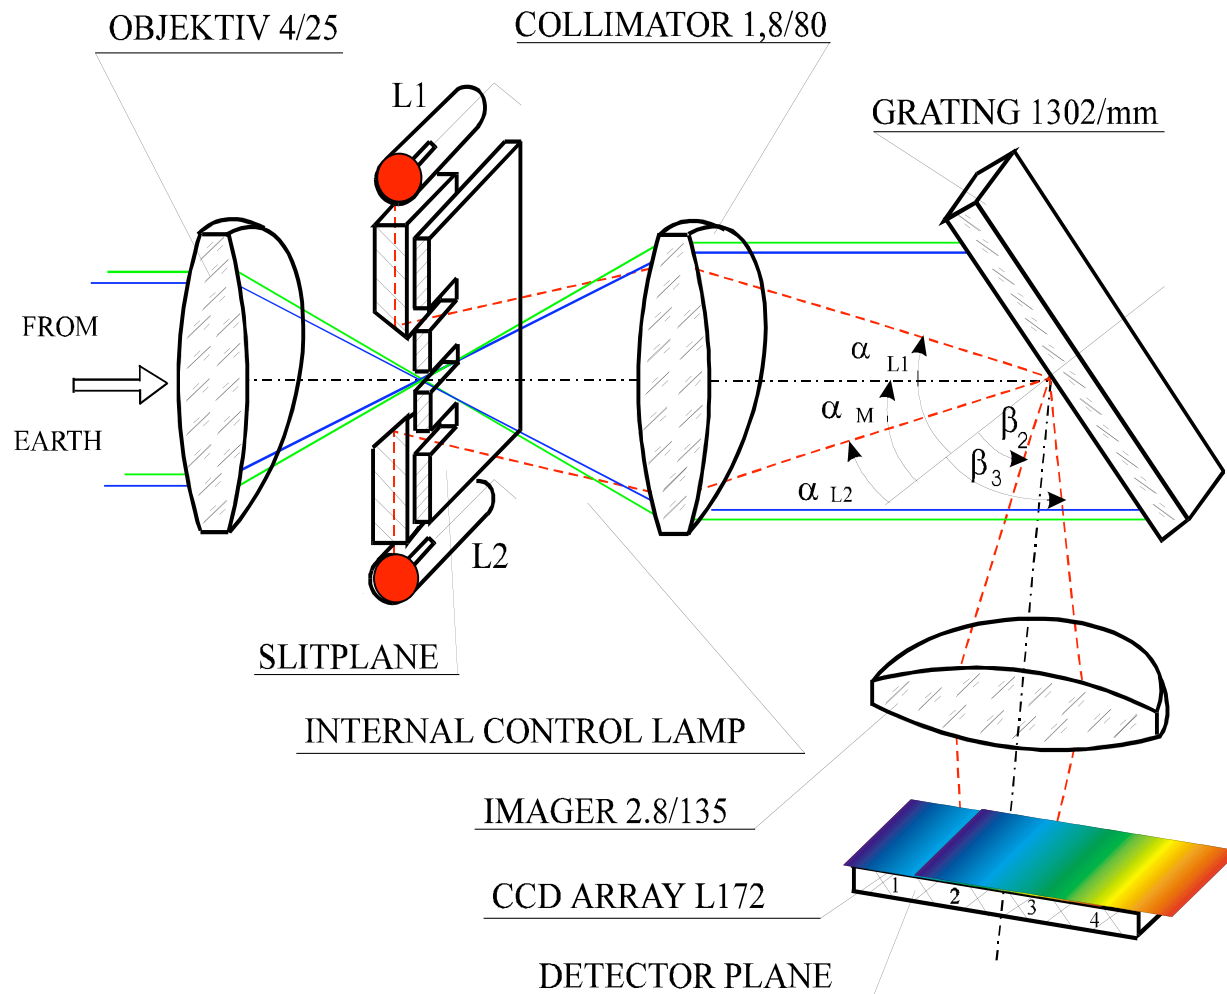 OBJEKTIV 4/25
COLLIMATOR 1,8/80
L1
GRATING 1302/mm
FROM
EARTH
α L1
α M
α L2
β2
β3
L2
SLITPLANE
INTERNAL CONTROL LAMP
IMAGER 2.8/135
CCD ARRAY L172
1 2 3 4
DETECTOR PLANE